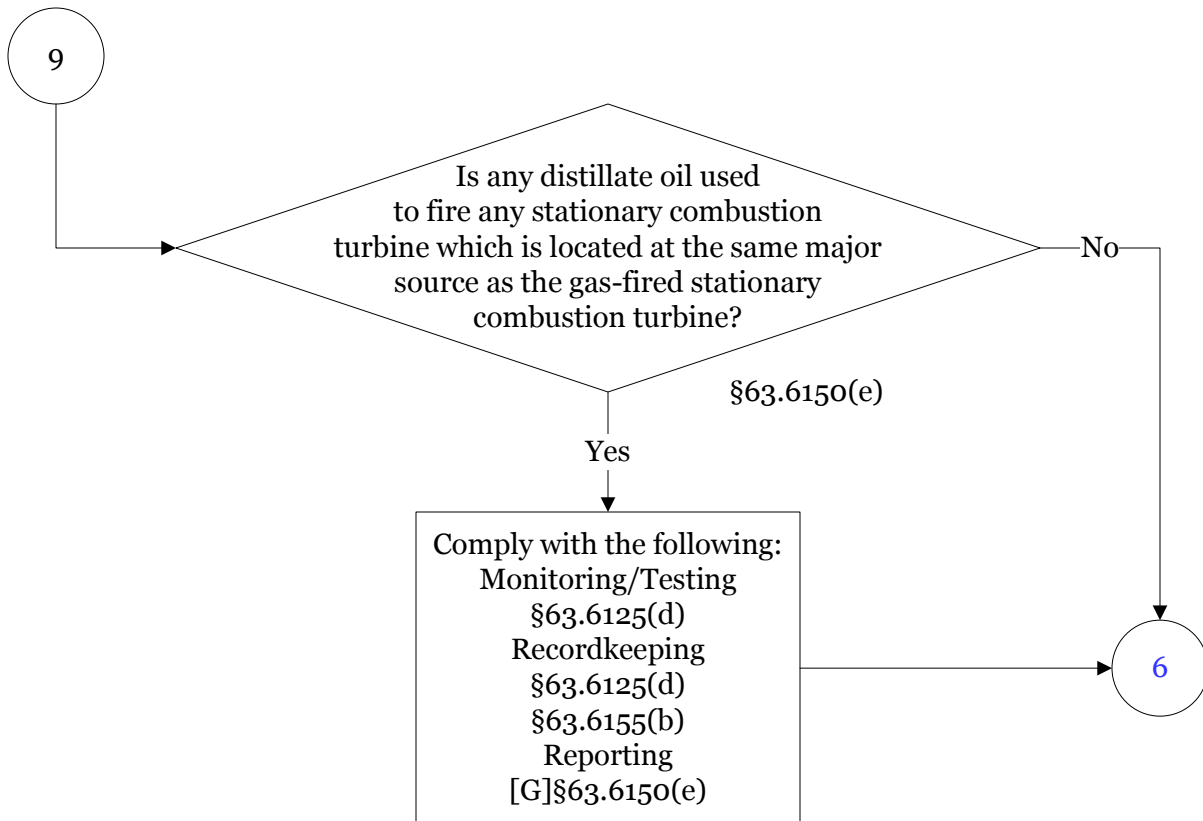 9
Is any distillate oil used
to fire any stationary combustion
turbine which is located at the same major
source as the gas-fired stationary
combustion turbine?
No
§63.6150(e)
Yes
Comply with the following:
Monitoring/Testing
§63.6125(d)
Recordkeeping
§63.6125(d)
§63.6155(b)
Reporting
[G]§63.6150(e)
6